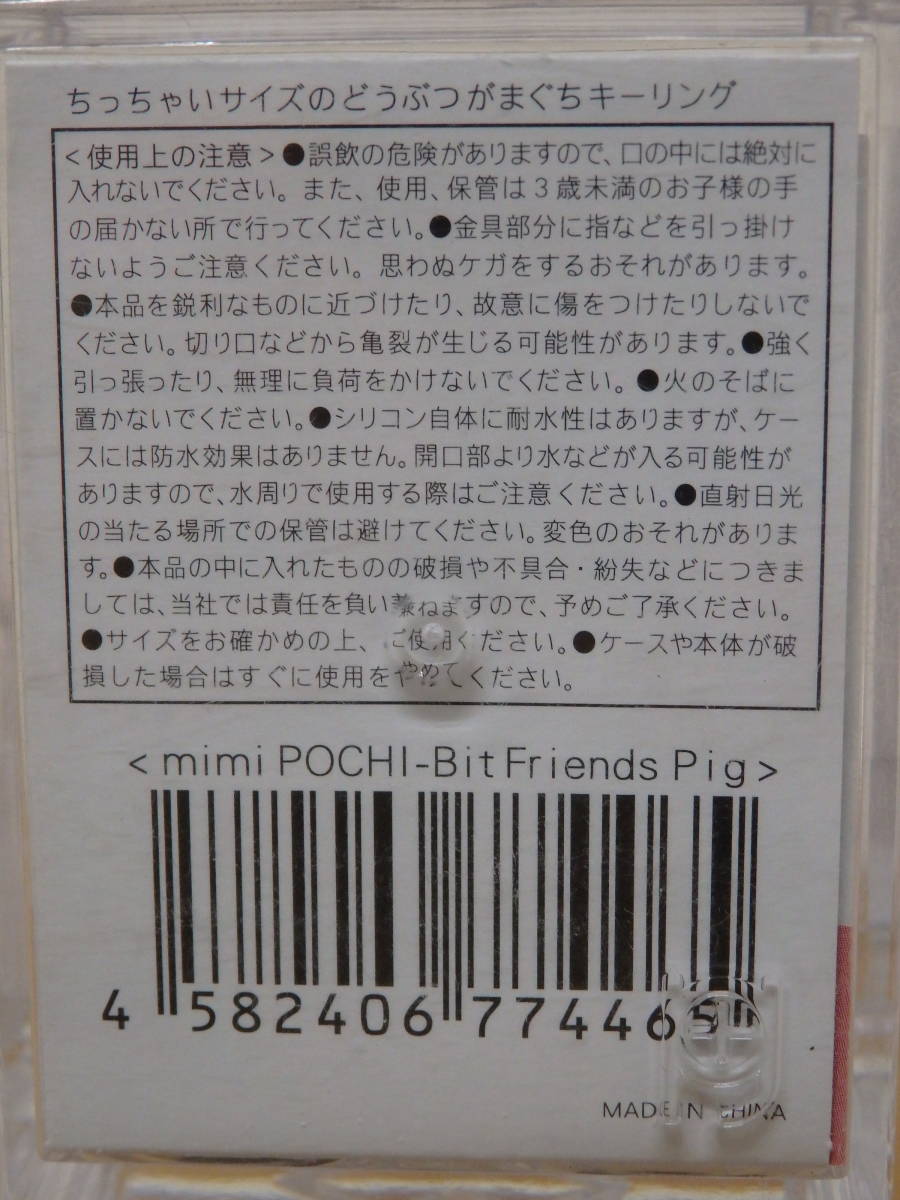 ちっちゃいサイズのどうぶつがまぐちキーリング
<使用上の注意>●誤飲の危険がありますので、口の中には絶対に
入れないでください。また、使用、保管は3歳未満のお子様の手
の届かない所で行ってください。●金具部分に指などを引っ掛け
ないようご注意ください。思わぬケガをするおそれがあります。
●本品を鋭利なものに近づけたり、故意に傷をつけたりしないで
ください。切り口などから亀裂が生じる可能性があります。●強く
引っ張ったり、無理に負荷をかけないでください。●火のそばに
置かないでください。●シリコン自体に耐水性はありますが、ケー
スには防水効果はありません。開口部より水などが入る可能性が
ありますので、水周りで使用する際はご注意ください。●直射日光
の当たる場所での保管は避けてください。変色のおそれがありま
す。●本品の中に入れたものの破損や不具合・紛失などにつきま
しては、当社では責任を負い兼ねますので、予めご了承ください。
●サイズをお確かめの上、ご使用ください。●ケースや本体が破
損した場合はすぐに使用をやめてください。
<mimi POCHI-Bit Friends Pig>
4 582406 774465
MADE IN CHINA